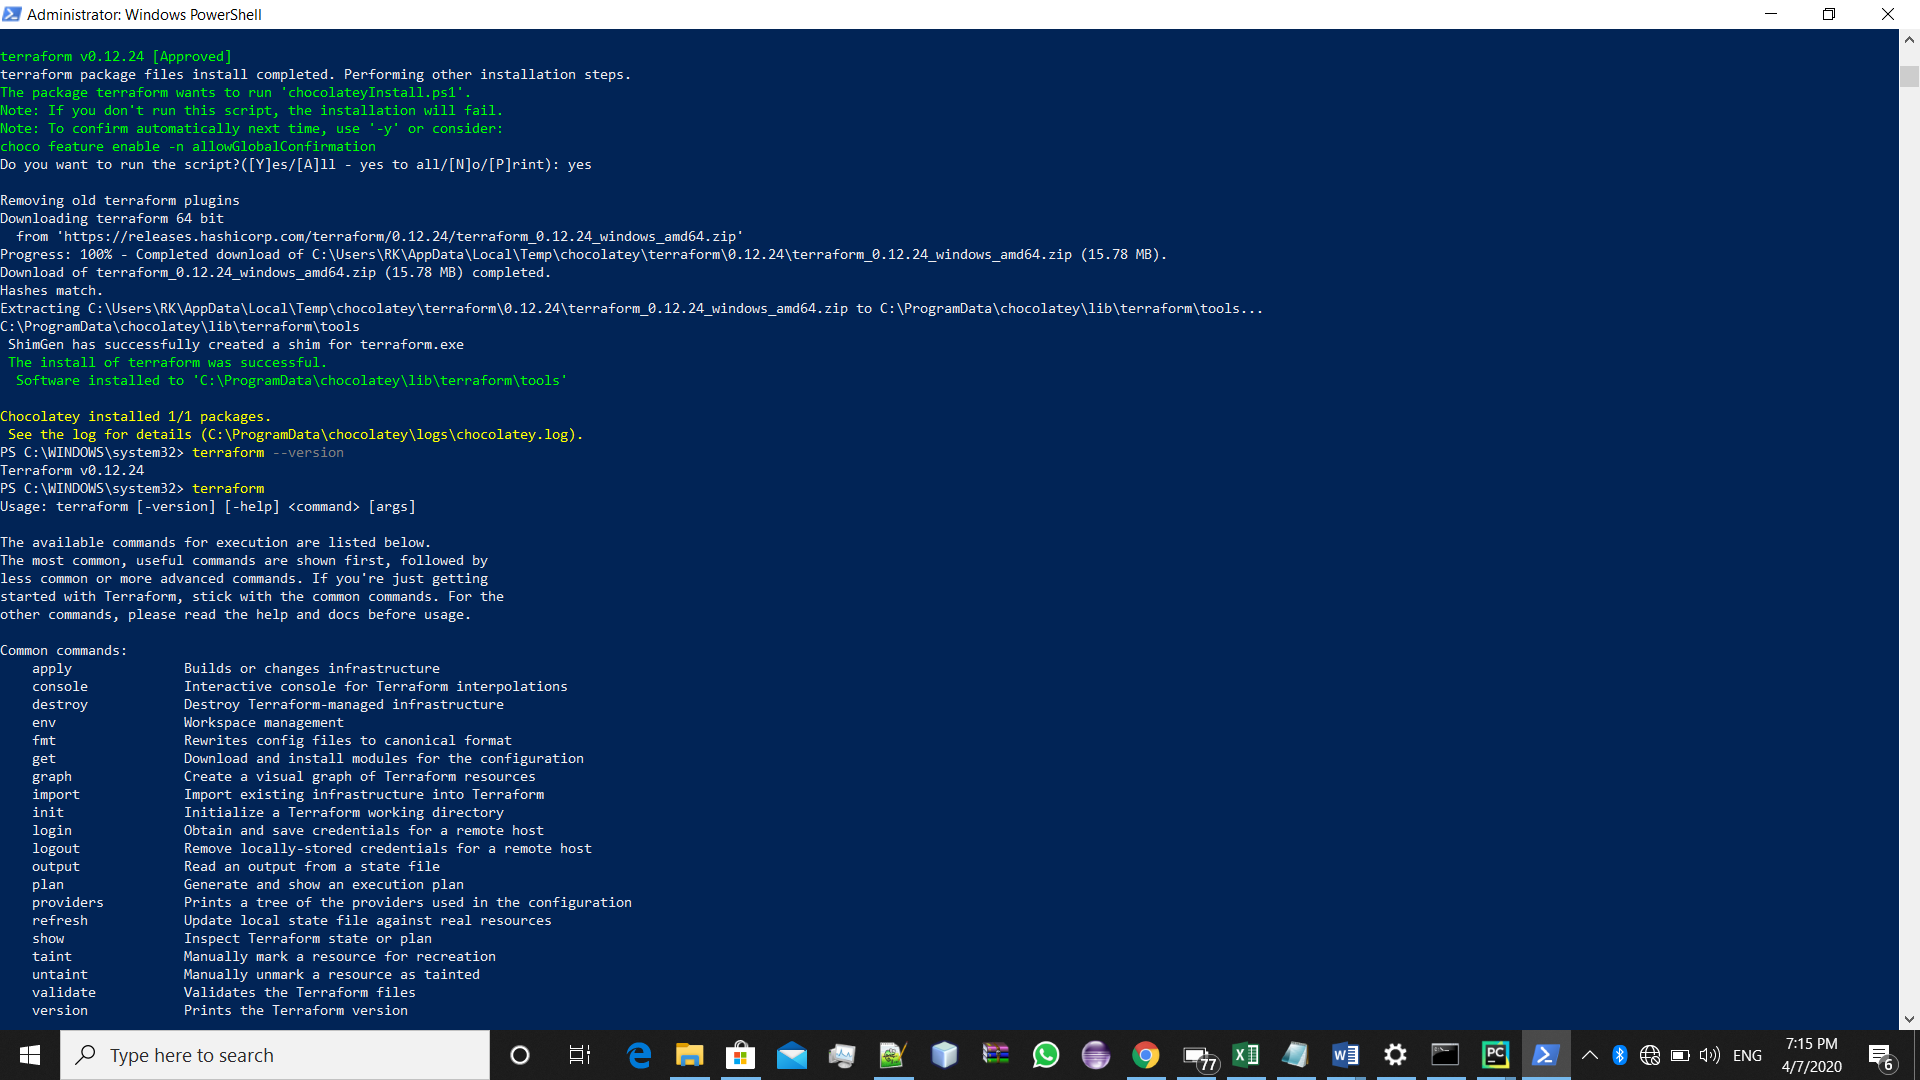 Administrator: Windows PowerShell
terraform v0.12.24 [Approved]
terraform package files install completed. Performing other installation steps.
The package terraform wants to run 'chocolateyInstall.ps1'.
Note: If you don't run this script, the installation will fail.
Note: To confirm automatically next time, use '-y' or consider:
choco feature enable -n allowGlobalConfirmation
Do you want to run the script?([Y]es/[A]ll - yes to all/[N]o/[P]rint): yes
Removing old terraform plugins
Downloading terraform 64 bit
from 'https://releases.hashicorp.com/terraform/0.12.24/terraform_0.12.24_windows_amd64.zip'
Progress: 100% - Completed download of C:\Users\RK\AppData\Local\Temp\chocolatey\terraform\0.12.24\terraform_0.12.24_windows_amd64.zip (15.78 MB).
Download of terraform_0.12.24_windows_amd64.zip (15.78 MB) completed.
Hashes match.
Extracting C:\Users\RK\AppData\Local\Temp\chocolatey\terraform\0.12.24\terraform_0.12.24_windows_amd64.zip to C:\ProgramData\chocolatey\lib\terraform\tools...
C:\ProgramData\chocolatey\lib\terraform\tools
ShimGen has successfully created a shim for terraform.exe
The install of terraform was successful.
Software installed to 'C:\ProgramData\chocolatey\lib\terraform\tools'
Chocolatey installed 1/1 packages.
See the log for details (C:\ProgramData\chocolatey\logs\chocolatey.log).
PS C:\WINDOWS\system32> terraform --version
Terraform v0.12.24
PS C:\WINDOWS\system32> terraform
Usage: terraform [-version] [-help] <command> [args]
The available commands for execution are listed below.
The most common, useful commands are shown first, followed by
less common or more advanced commands. If you're just getting
started with Terraform, stick with the common commands. For the
other commands, please read the help and docs before usage.
Common commands:
apply Builds or changes infrastructure
console Interactive console for Terraform interpolations
destroy Destroy Terraform-managed infrastructure
env Workspace management
fmt Rewrites config files to canonical format
get Download and install modules for the configuration
graph Create a visual graph of Terraform resources
import Import existing infrastructure into Terraform
init Initialize a Terraform working directory
login Obtain and save credentials for a remote host
logout Remove locally-stored credentials for a remote host
output Read an output from a state file
plan Generate and show an execution plan
providers Prints a tree of the providers used in the configuration
refresh Update local state file against real resources
show Inspect Terraform state or plan
taint Manually mark a resource for recreation
untaint Manually unmark a resource as tainted
validate Validates the Terraform files
version Prints the Terraform version
Type here to search
77
PC
ENG
7:15 PM
4/7/2020
6